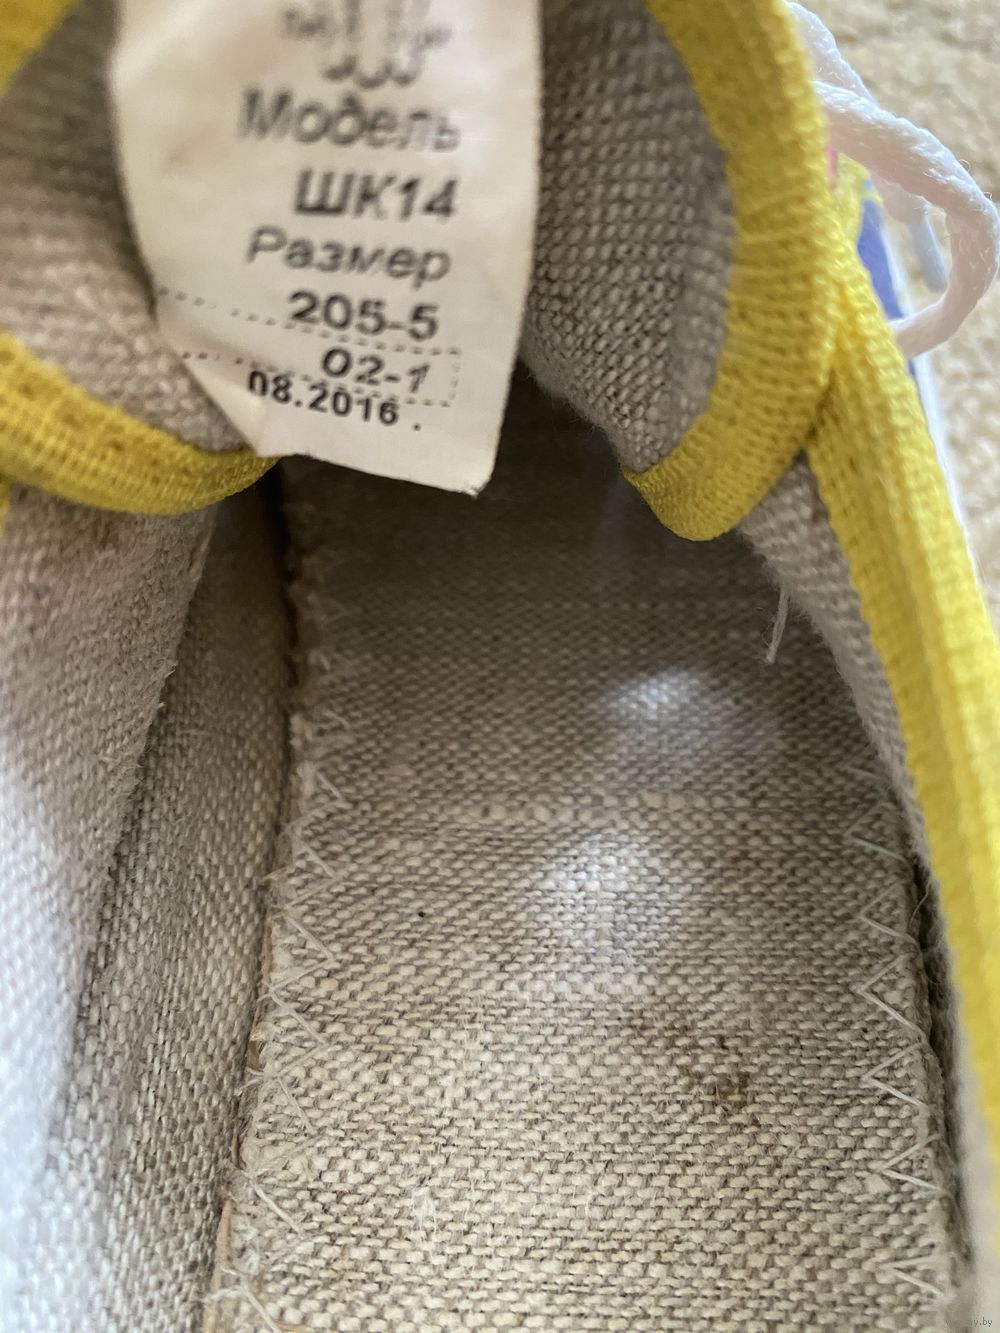 Модель
ШК14
Размер
205-5
02-1
08.2016 .